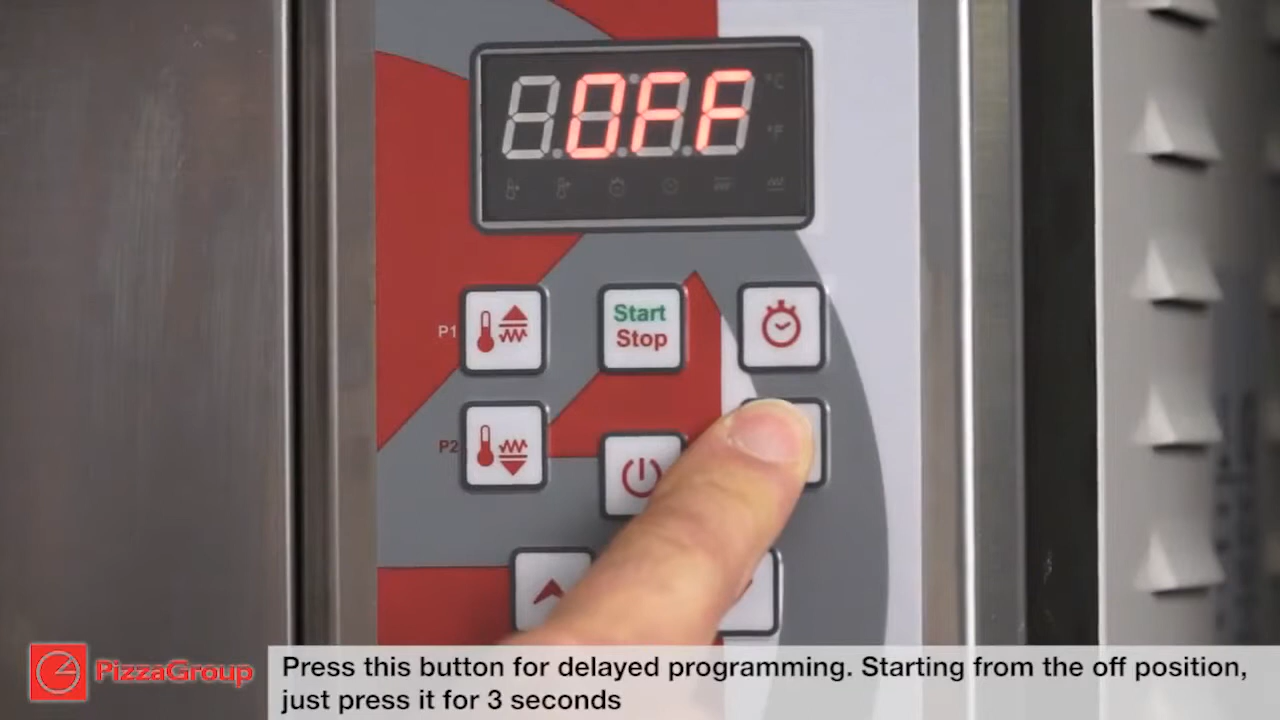 OFF
°C
°F
P1
Start
Stop
P2
PizzaGroup
Press this button for delayed programming. Starting from the off position,
just press it for 3 seconds